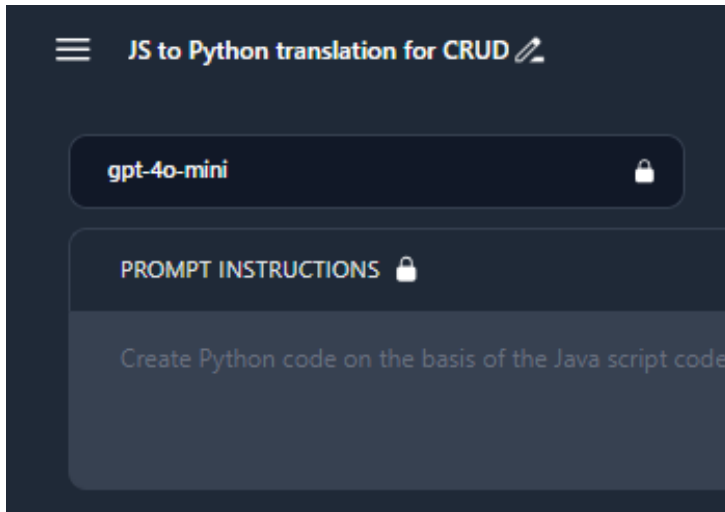 JS to Python translation for CRUD
gpt-4o-mini
PROMPT INSTRUCTIONS
Create Python code on the basis of the Java script code